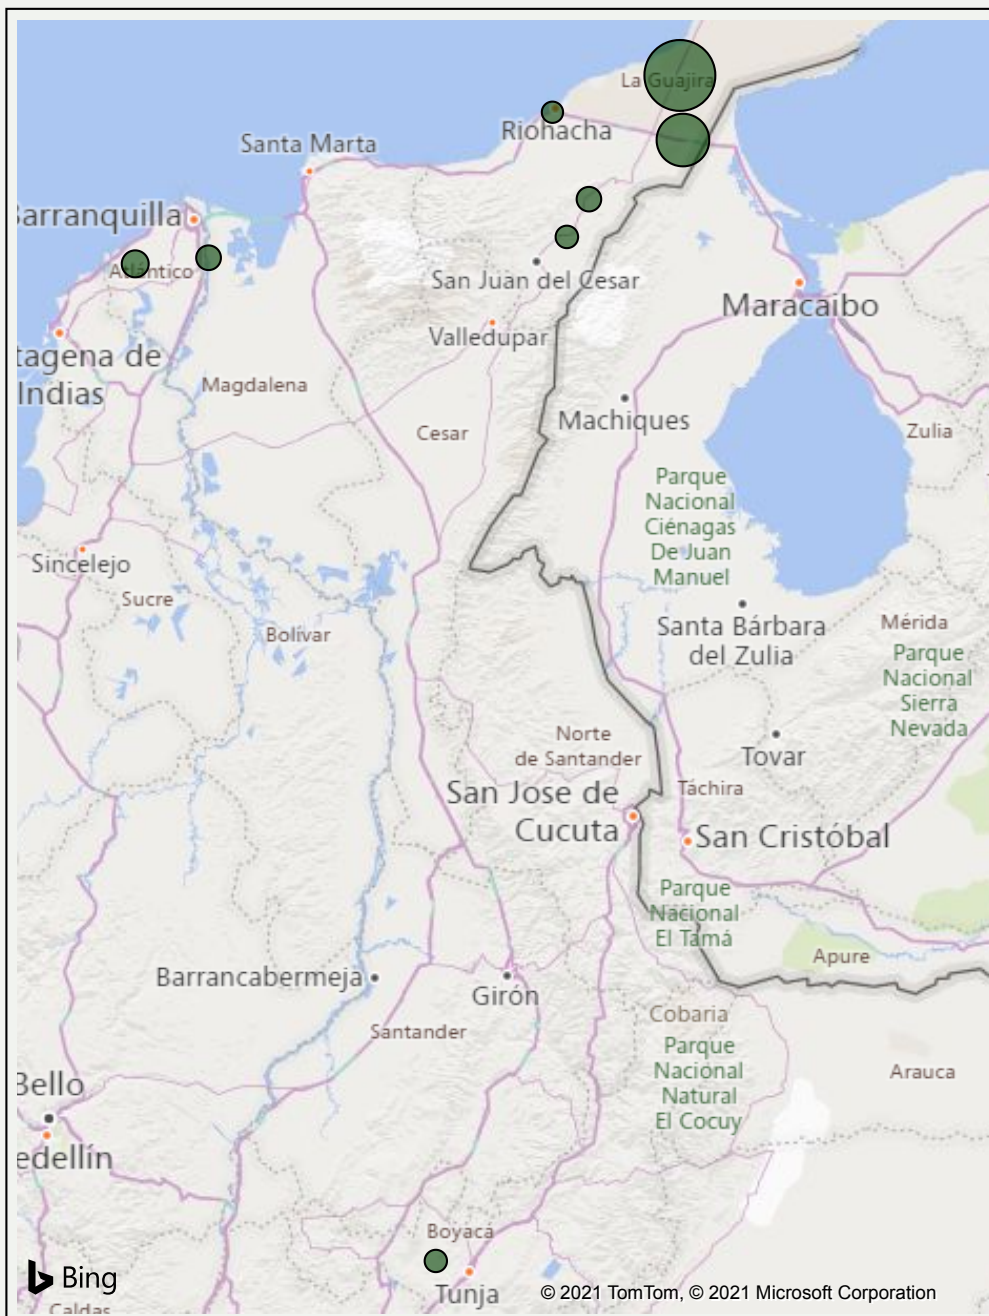 La Guajira
Riohacha
Santa Marta
Barranquilla
Atlántico
San Juan del Cesar
Maracaibo
Valledupar
tagena de
Indias
Magdalena
Machiques
Cesar
Zulia
Parque
Nacional
Ciénagas
De Juan
Manuel
Sincelejo
Sucre
Bolívar
Santa Bárbara
del Zulia
Mérida
Parque
Nacional
Sierra
Nevada
Norte
de Santander
Tovar
San Jose de
Cucuta
Táchira
San Cristóbal
Parque
Nacional
El Tamá
Apure
Barrancabermeja
Girón
Santander
Cobaria
Parque
Nacional
Natural
El Cocuy
Arauca
Bello
edellín
Boyacá
Tunja
Bing
© 2021 TomTom, © 2021 Microsoft Corporation
Caldas